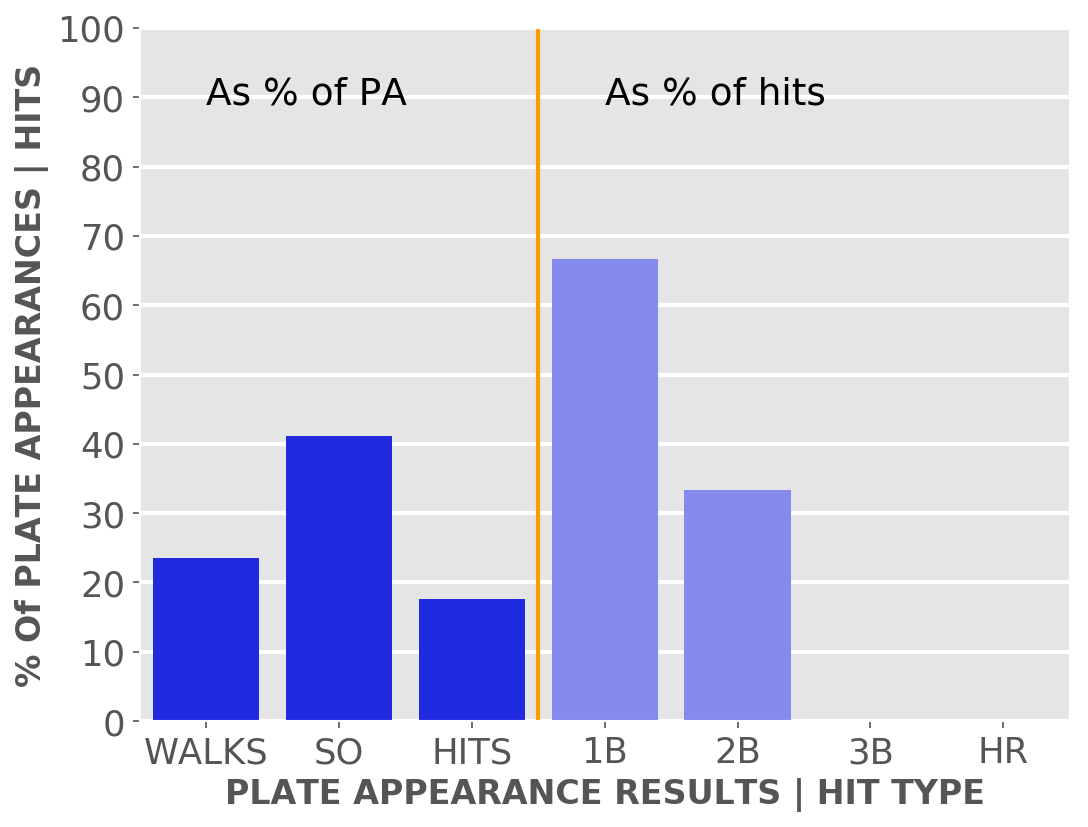 % Of PLATE APPEARANCES | HITS
100
90
80
70
60
50
40
30
20
10
0
As % of PA
As % of hits
WALKS SO HITS 1B 2B 3B HR
PLATE APPEARANCE RESULTS | HIT TYPE